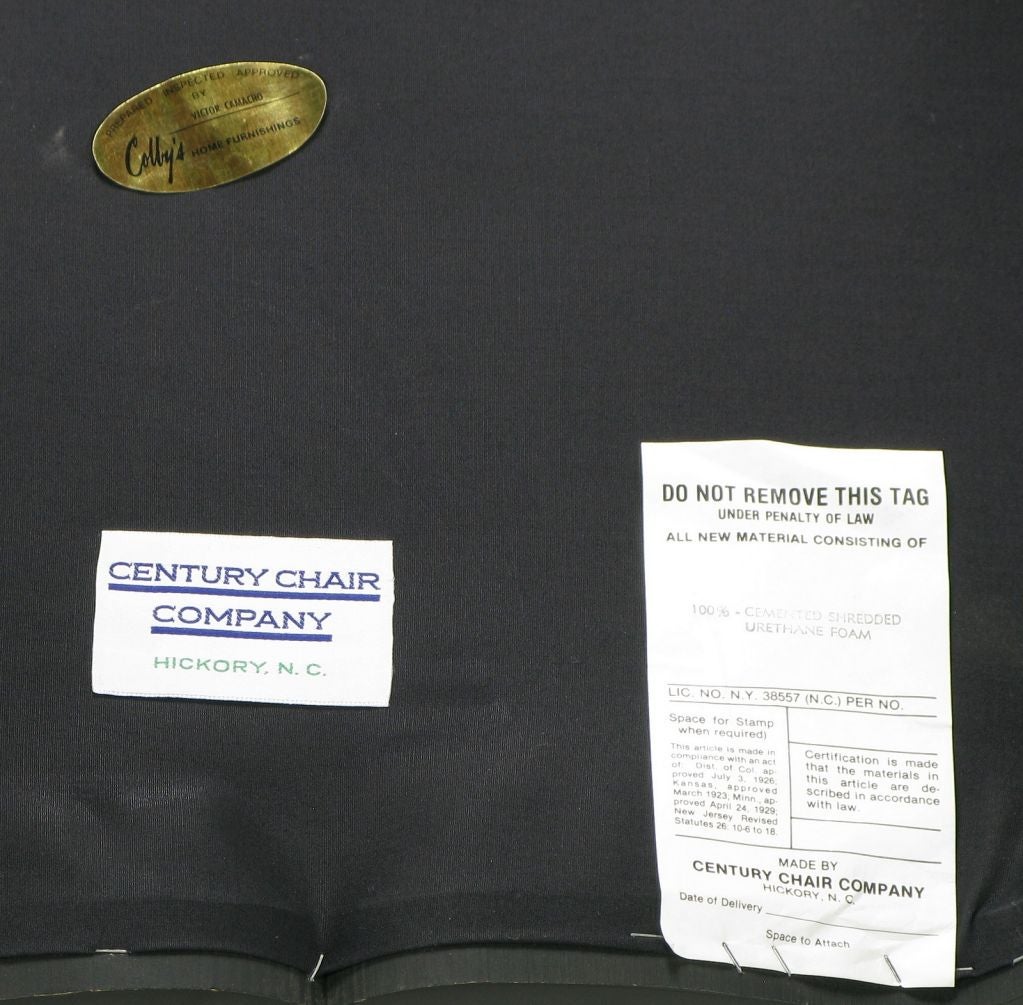 PREPARED INSPECTED APPROVED
BY
VICTOR CAMACHO
Colby's HOME FURNISHINGS
CENTURY CHAIR
COMPANY
HICKORY, N. C.
DO NOT REMOVE THIS TAG
UNDER PENALTY OF LAW
ALL NEW MATERIAL CONSISTING OF
100% - CEMENTED SHREDDED
URETHANE FOAM
LIC. NO. N.Y. 38557 (N.C.) PER NO.
Space for Stamp
when required)
This article is made in
compliance with an act
of: Dist. of Col. ap-
proved July 3, 1926;
Kansas, approved
March 1923; Minn., ap-
proved April 24, 1929;
New Jersey Revised
Statutes 26: 10-6 to 18.
Certification is made
that the materials in
this article are de-
scribed in accordance
with law.
MADE BY
CENTURY CHAIR COMPANY
HICKORY, N. C.
Date of Delivery
Space to Attach